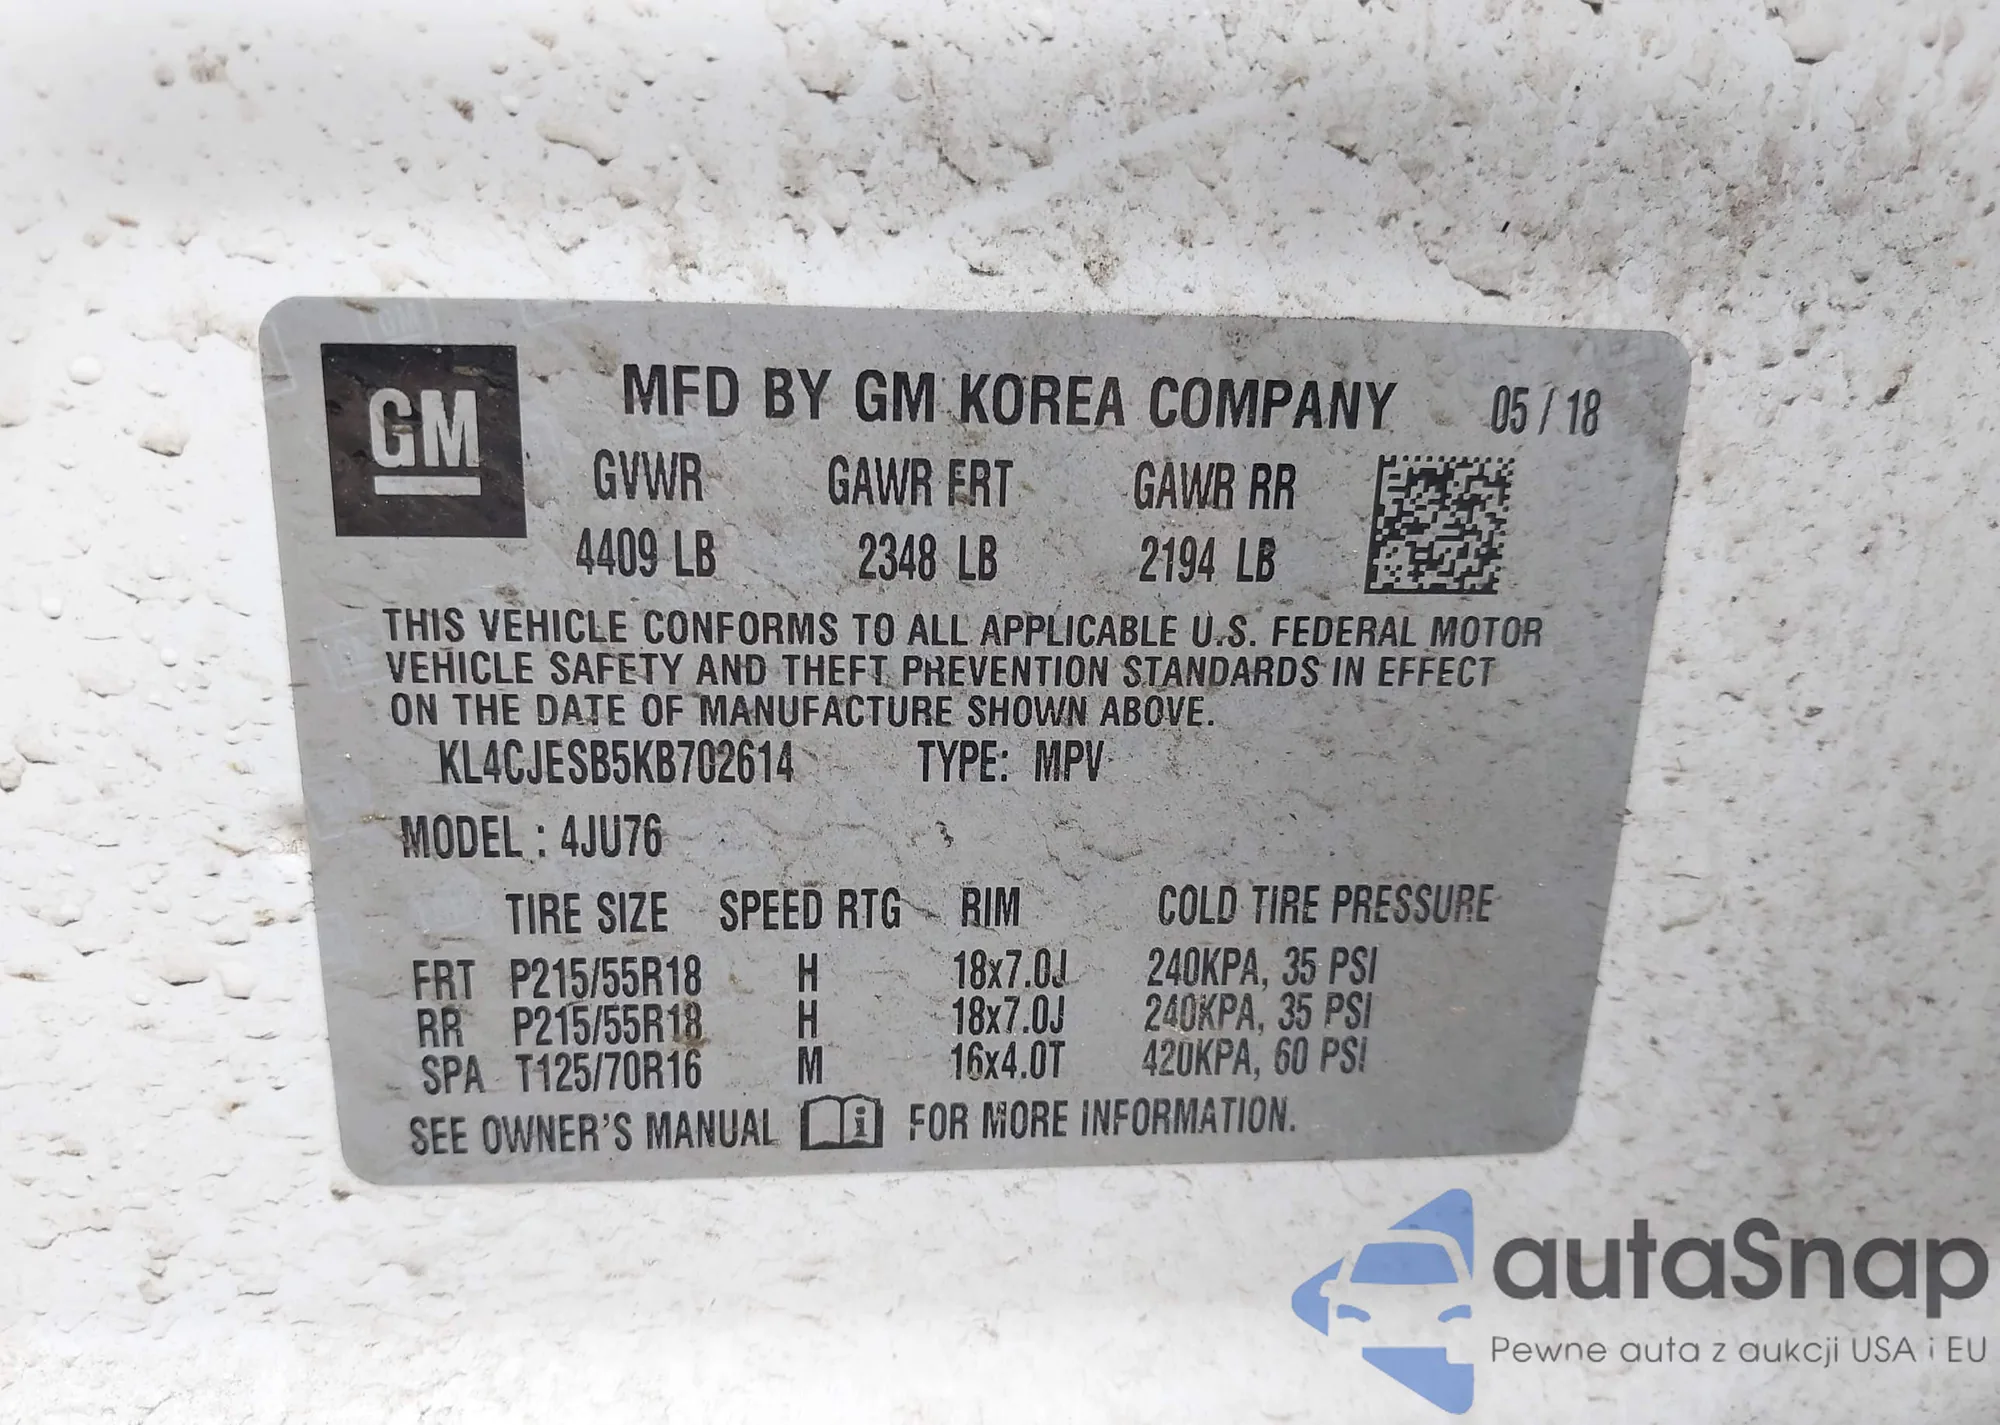 GM MFD BY GM KOREA COMPANY 05 / 18
GVWR GAWR FRT GAWR RR
4409 LB 2348 LB 2194 LB
THIS VEHICLE CONFORMS TO ALL APPLICABLE U.S. FEDERAL MOTOR
VEHICLE SAFETY AND THEFT PREVENTION STANDARDS IN EFFECT
ON THE DATE OF MANUFACTURE SHOWN ABOVE.
KL4CJESB5KB702614 TYPE: MPV
MODEL : 4JU76
TIRE SIZE SPEED RTG RIM COLD TIRE PRESSURE
FRT P215/55R18 H 18x7.0J 240KPA, 35 PSI
RR P215/55R18 H 18x7.0J 240KPA, 35 PSI
SPA T125/70R16 M 16x4.0T 420KPA, 60 PSI
SEE OWNER'S MANUAL i FOR MORE INFORMATION.
autaSnap
Pewne auta z aukcji USA i EU